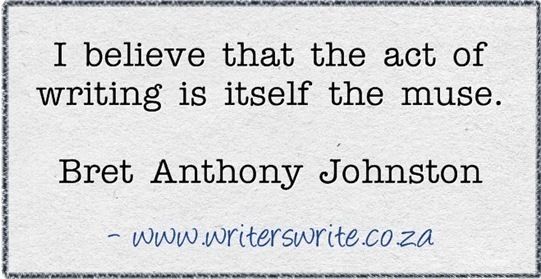 I believe that the act of
writing is itself the muse.
Bret Anthony Johnston
- www.writerswrite.co.za